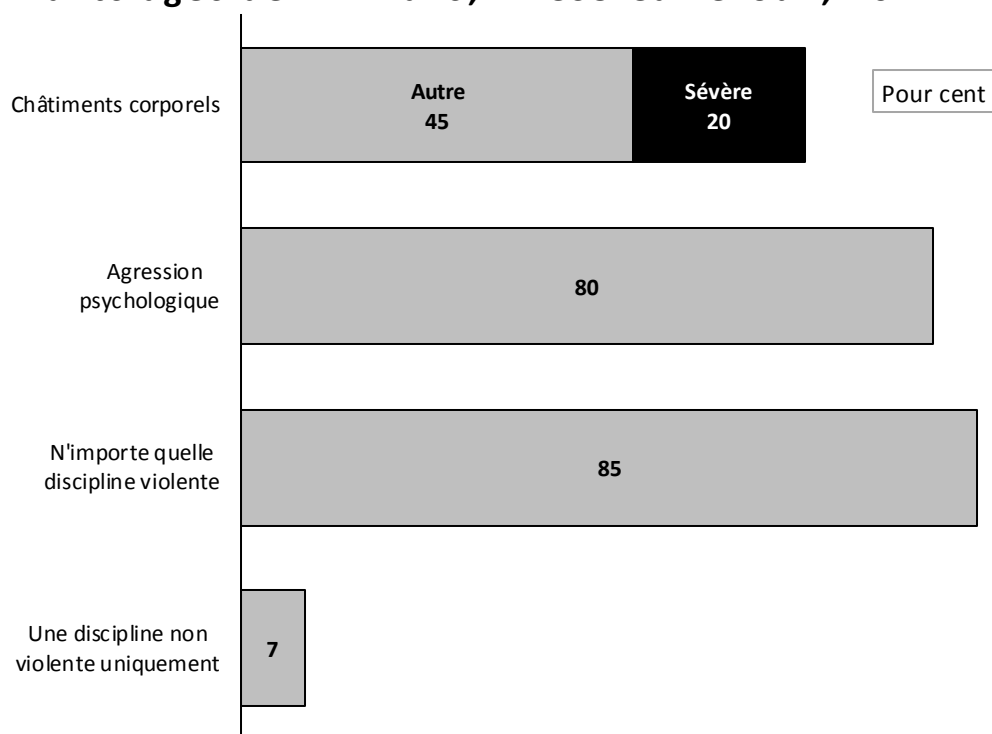 Châtiments corporels
Autre
45
Sévère
20
Pour cent
Agression
psychologique
80
N'importe quelle
discipline violente
85
Une discipline non
violente uniquement
7